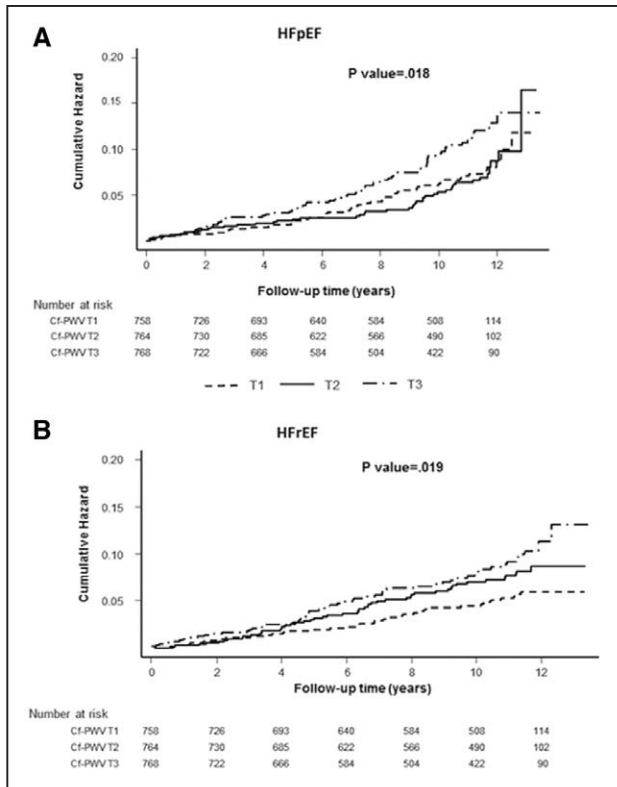 A
HFpEF
P value=.018
Cumulative Hazard
0.20
0.15
0.10
0.05
0 2 4 6 8 10 12
Follow-up time (years)
Number at risk
Cf-PWV T1 758 726 693 640 584 508 114
Cf-PWV T2 764 730 685 622 566 490 102
Cf-PWV T3 768 722 666 584 504 422 90
T1 T2 T3
B
HFrEF
P value=.019
Cumulative Hazard
0.20
0.15
0.10
0.05
0 2 4 6 8 10 12
Follow-up time (years)
Number at risk
Cf-PWV T1 758 726 693 640 584 508 114
Cf-PWV T2 764 730 685 622 566 490 102
Cf-PWV T3 768 722 666 584 504 422 90